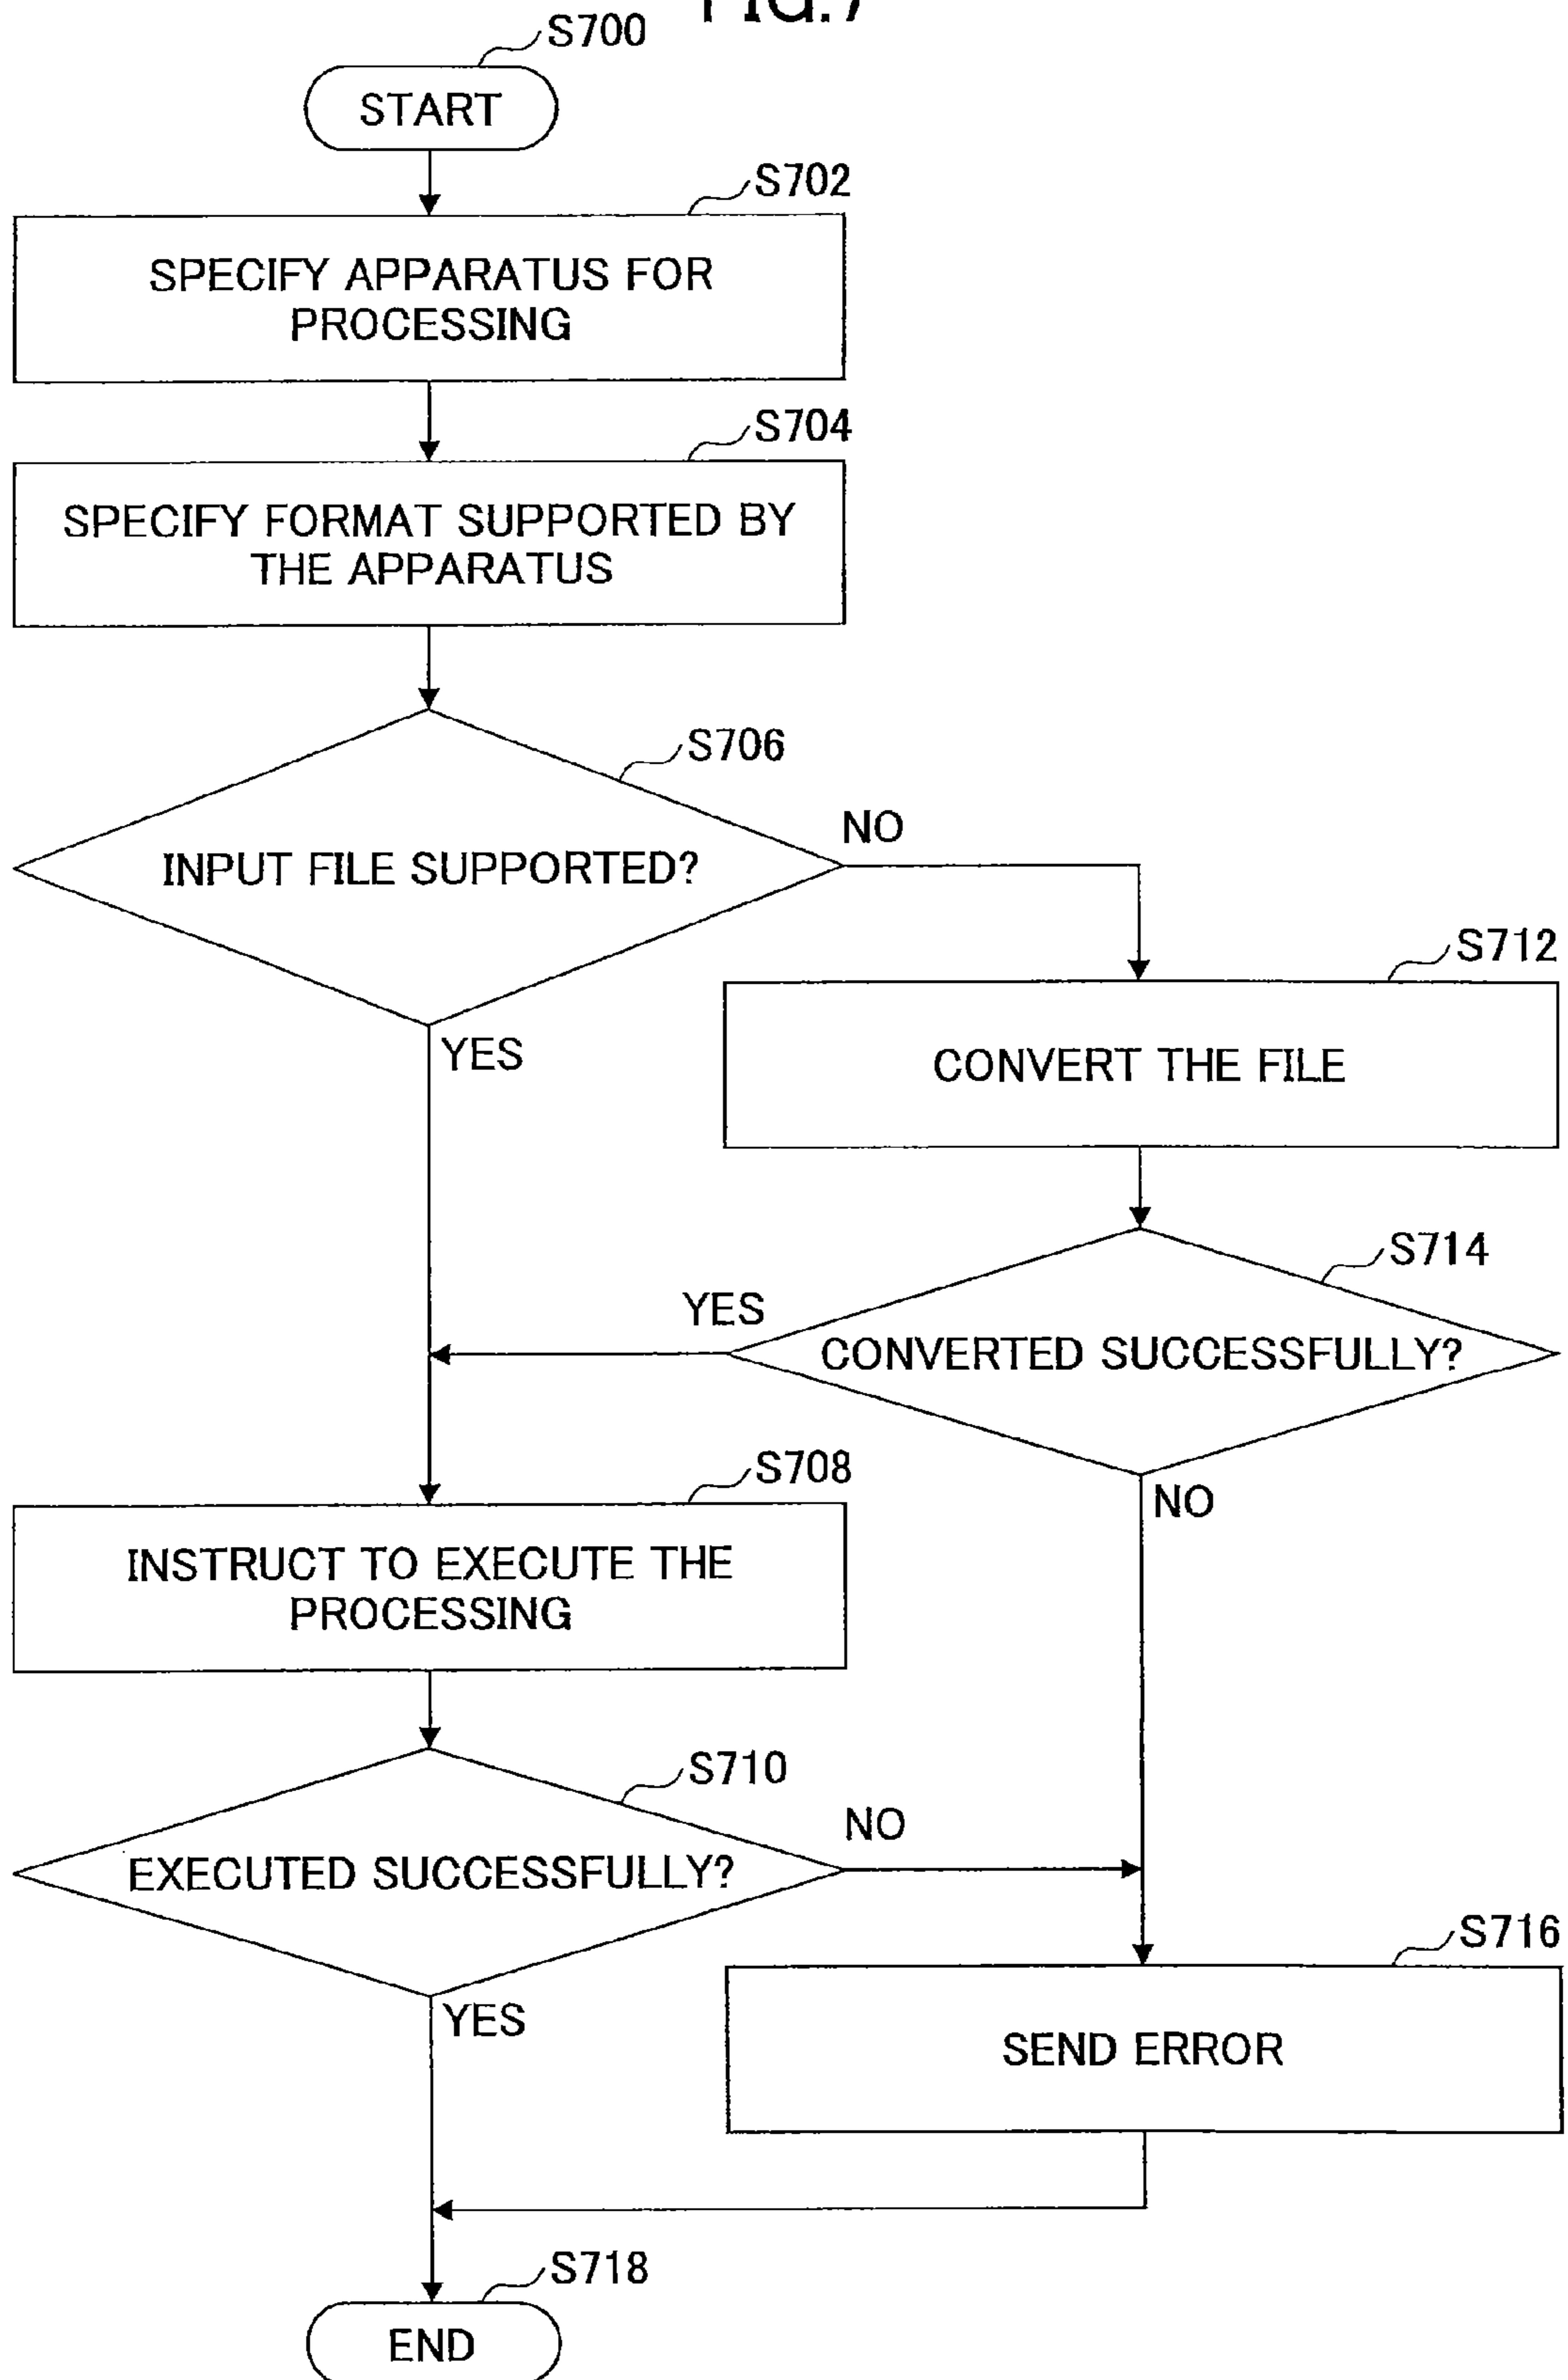 FIG.7
S700
START
S702
SPECIFY APPARATUS FOR
PROCESSING
S704
SPECIFY FORMAT SUPPORTED BY
THE APPARATUS
S706
INPUT FILE SUPPORTED?
NO
YES
S712
CONVERT THE FILE
S714
CONVERTED SUCCESSFULLY?
YES
NO
S708
INSTRUCT TO EXECUTE THE
PROCESSING
S710
EXECUTED SUCCESSFULLY?
NO
YES
S716
SEND ERROR
S718
END